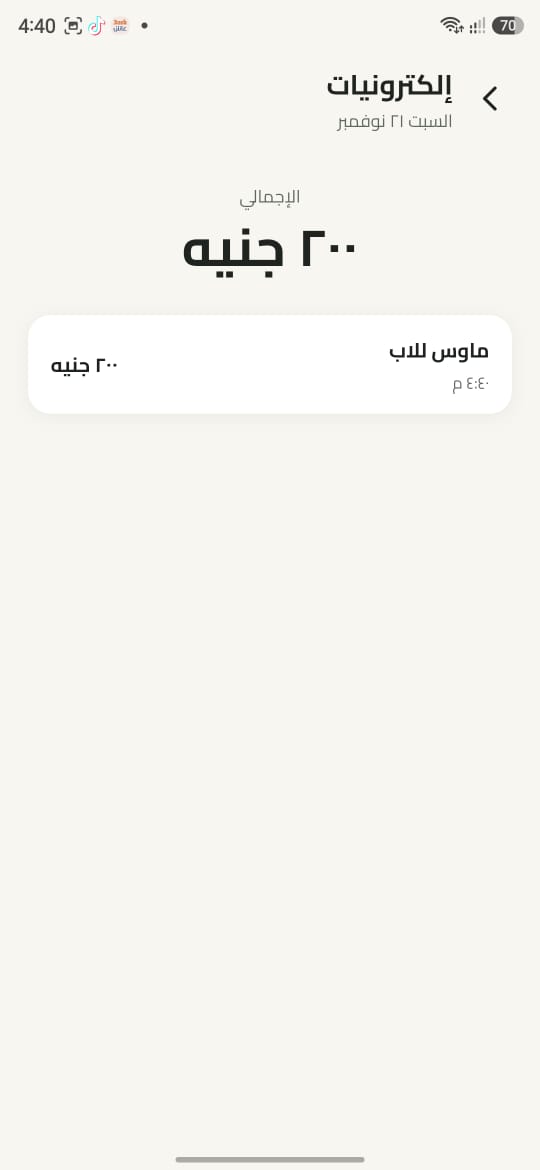 4:40
70
إلكترونيات
السبت ٢١ نوفمبر
الإجمالي
٢٠٠ جنيه
ماوس للاب
٢٠٠ جنيه
٤:٤٠ م